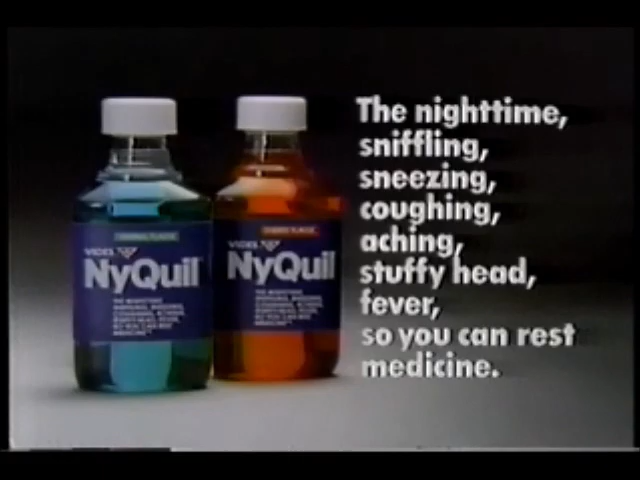 VICKS
NyQuil
VICKS
NyQuil
The nighttime,
sniffling,
sneezing,
coughing,
aching,
stuffy head,
fever,
so you can rest
medicine.